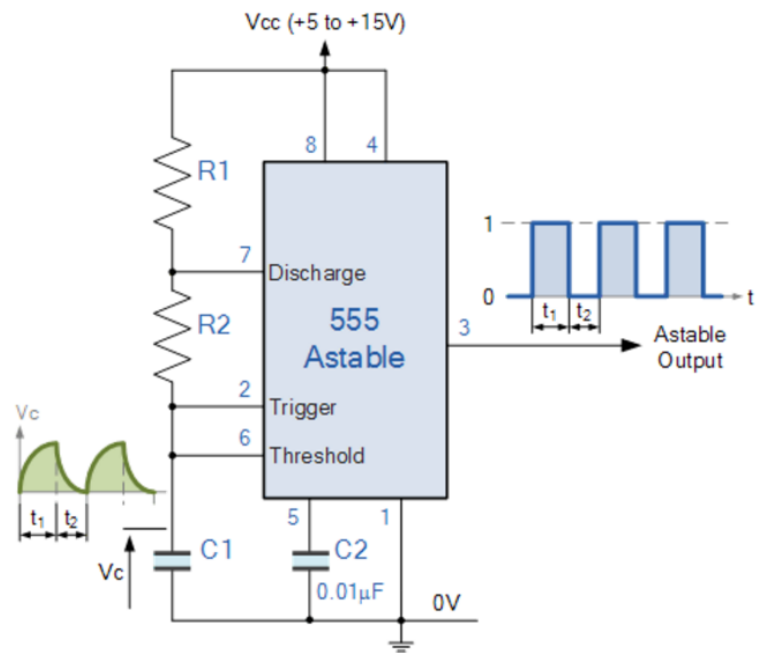 Vcc (+5 to +15V)
8
4
R1
7
Discharge
1
0
t
t₁
t₂
R2
555
Astable
3
Astable
Output
2
Trigger
Vc
6
Threshold
t₁
t₂
5
1
Vc
C1
C2
0.01µF
0V